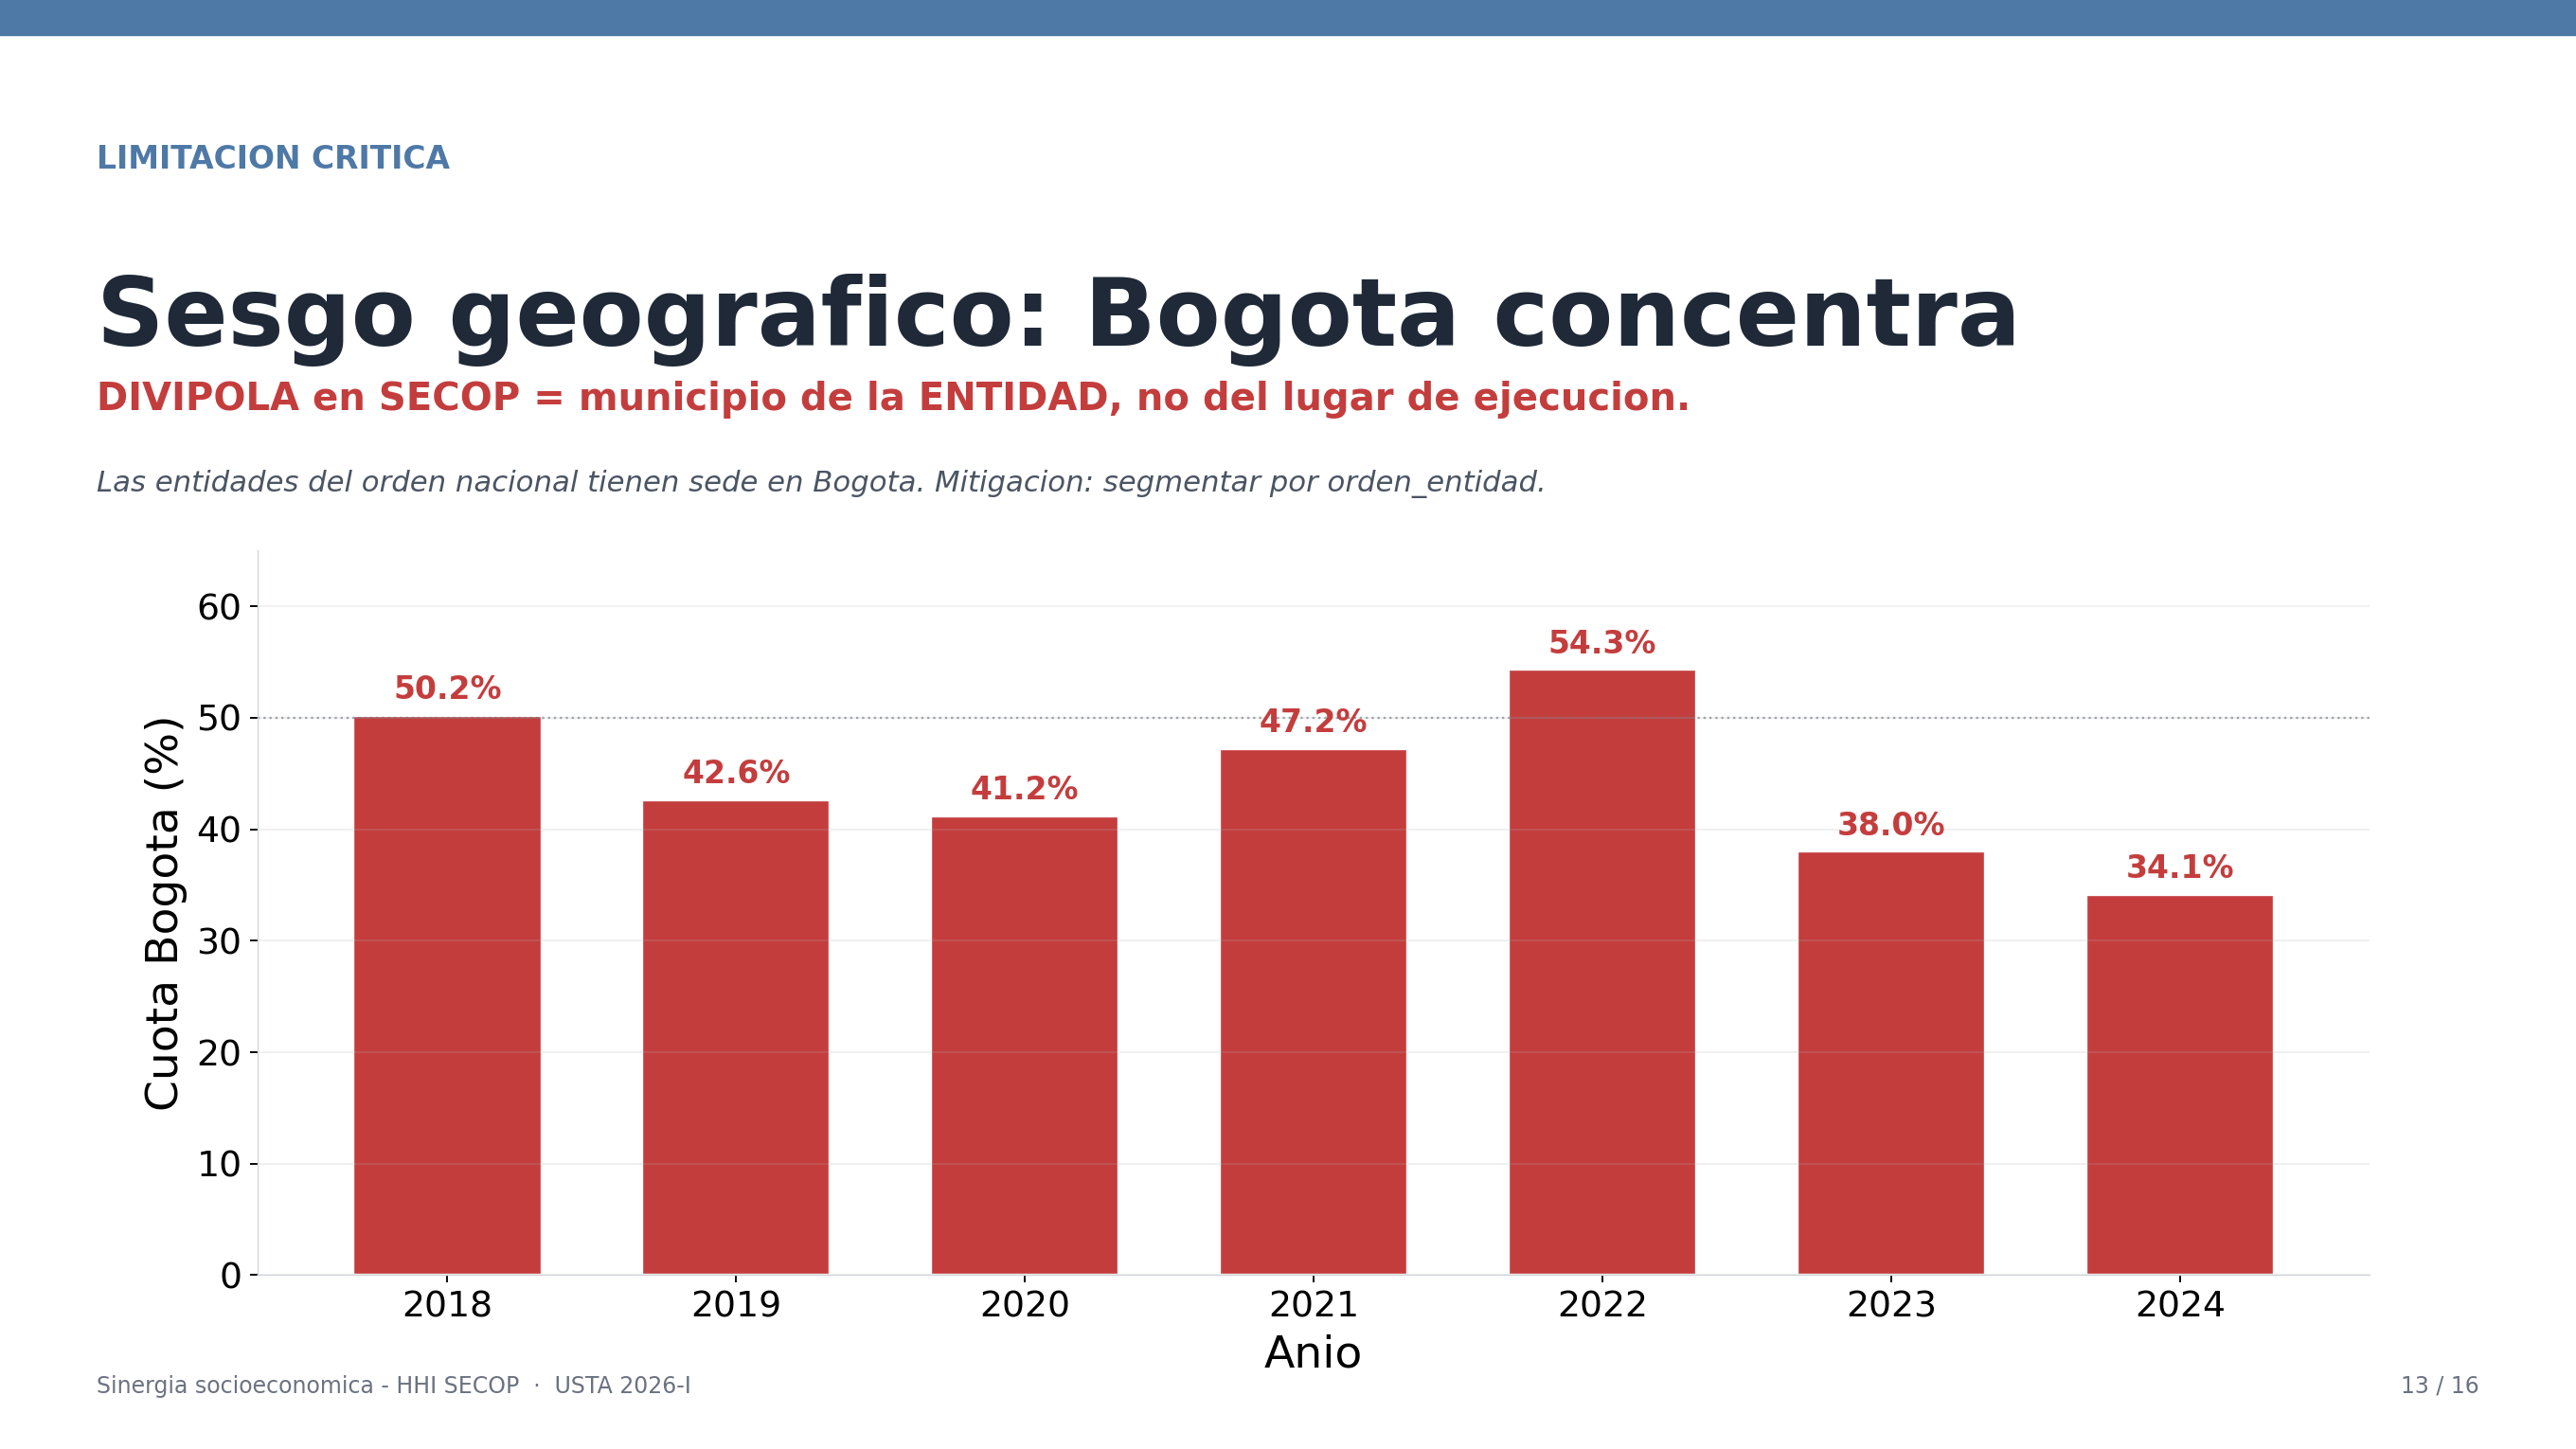 LIMITACION CRITICA
Sesgo geografico: Bogota concentra
DIVIPOLA en SECOP = municipio de la ENTIDAD, no del lugar de ejecucion.
Las entidades del orden nacional tienen sede en Bogota. Mitigacion: segmentar por orden_entidad.
Cuota Bogota (%)
60
50
40
30
20
10
0
50.2%
42.6%
41.2%
47.2%
54.3%
38.0%
34.1%
2018 2019 2020 2021 2022 2023 2024
Anio
Sinergia socioeconomica - HHI SECOP · USTA 2026-I
13 / 16